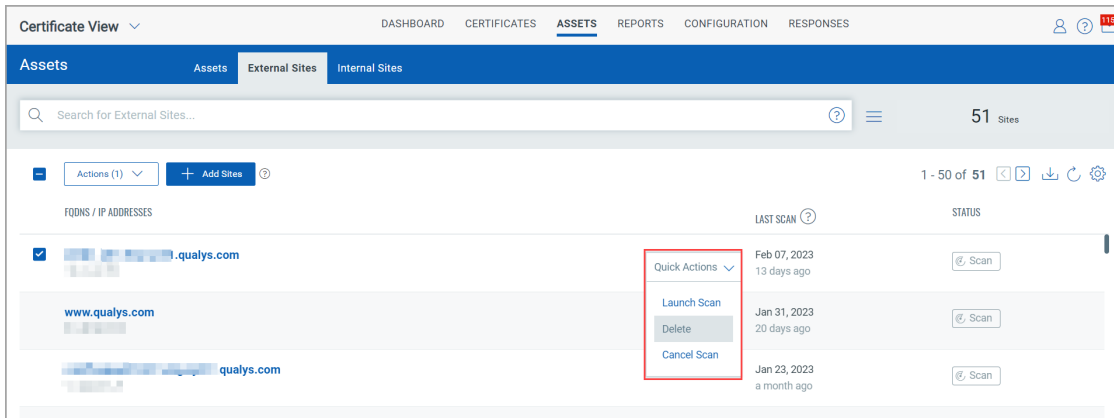 Certificate View
DASHBOARD CERTIFICATES ASSETS REPORTS CONFIGURATION RESPONSES
115
Assets
Assets External Sites Internal Sites
Search for External Sites...
51 Sites
Actions (1)
Add Sites
1 - 50 of 51
FQDNS / IP ADDRESSES LAST SCAN STATUS
1.qualys.com
Quick Actions
Feb 07, 2023
13 days ago
Scan
Launch Scan
www.qualys.com
Jan 31, 2023
20 days ago
Scan
Delete
Cancel Scan
qualys.com
Jan 23, 2023
a month ago
Scan